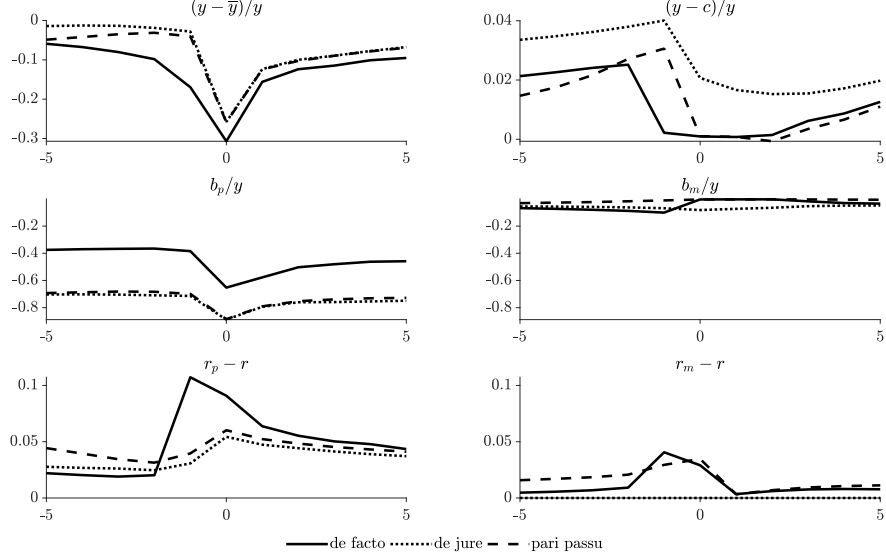 (y − y̅)/y
0
-0.1
-0.2
-0.3
-5 0 5
(y − c)/y
0.04
0.02
0
-5 0 5
b_p/y
-0.2
-0.4
-0.6
-0.8
-5 0 5
b_m/y
-0.2
-0.4
-0.6
-0.8
-5 0 5
r_p − r
0.1
0.05
0
-5 0 5
r_m − r
0.1
0.05
0
-5 0 5
de facto de jure pari passu